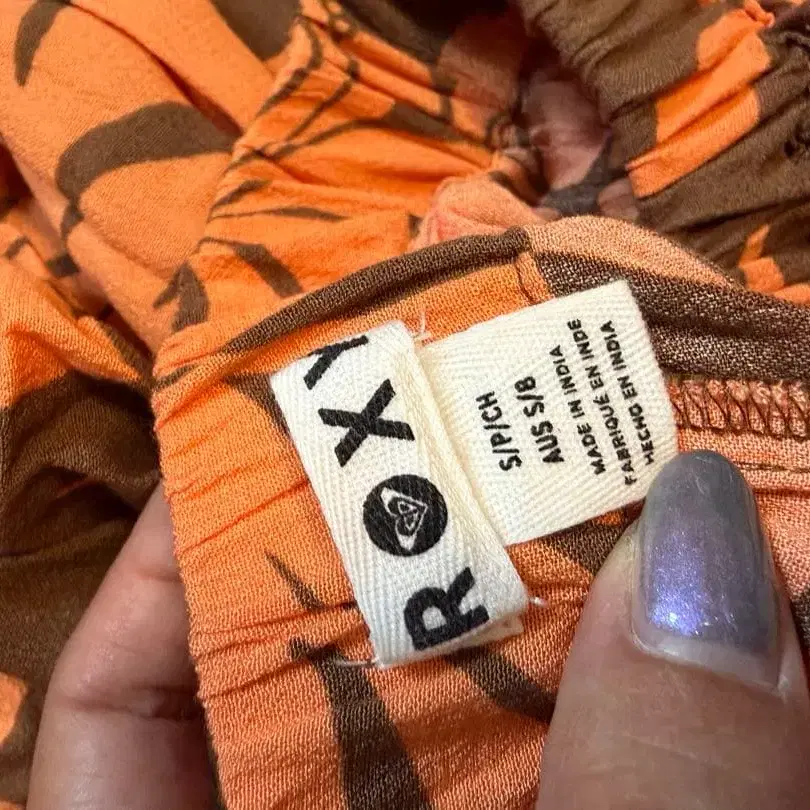 ROXY
S/P/CH
AUS S/8
MADE IN INDIA
FABRIQUÉ EN INDE
HECHO EN INDIA